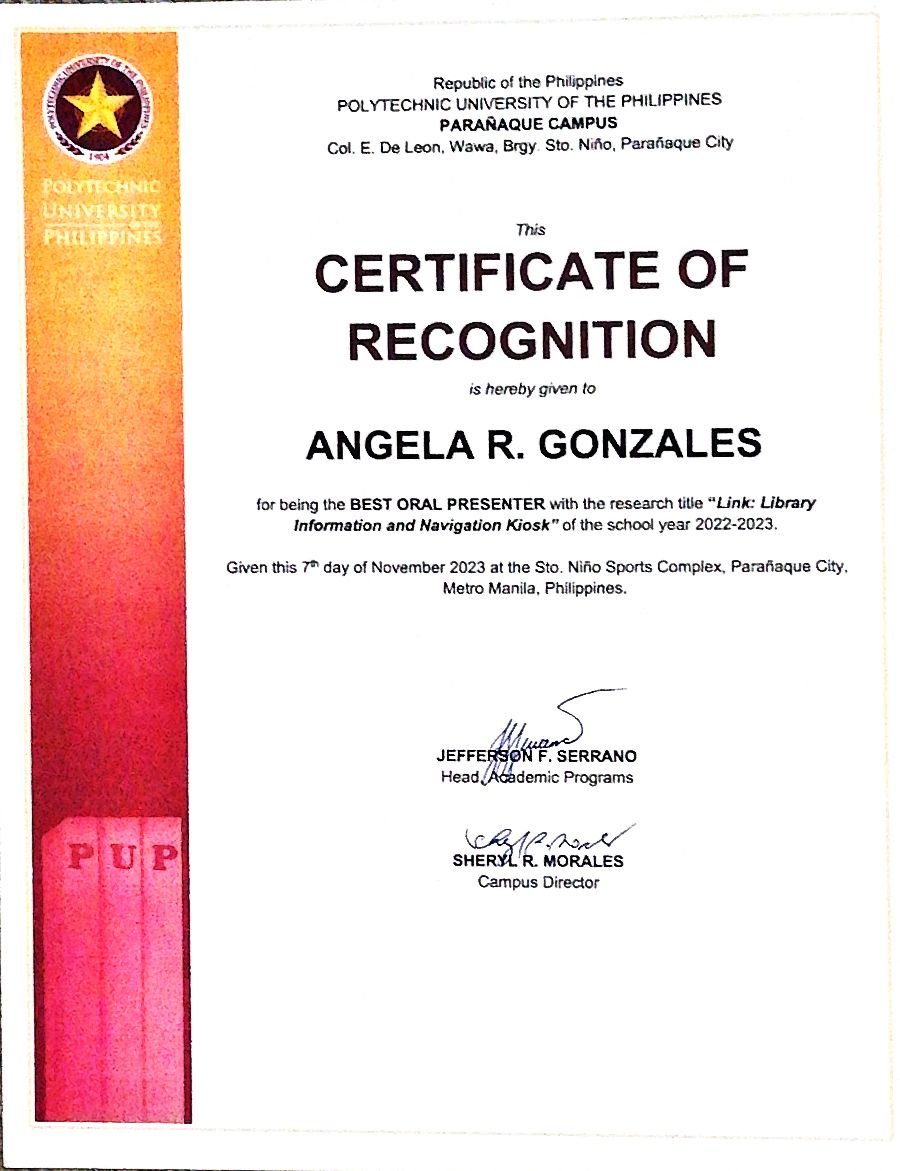 POLYTECHNIC UNIVERSITY OF THE PHILIPPINES
1904
POLYTECHNIC
UNIVERSITY
OF THE
PHILIPPINES
Republic of the Philippines
POLYTECHNIC UNIVERSITY OF THE PHILIPPINES
PARAÑAQUE CAMPUS
Col. E. De Leon, Wawa, Brgy. Sto. Niño, Parañaque City
This
CERTIFICATE OF
RECOGNITION
is hereby given to
ANGELA R. GONZALES
for being the BEST ORAL PRESENTER with the research title “Link: Library
Information and Navigation Kiosk” of the school year 2022-2023.
Given this 7th day of November 2023 at the Sto. Niño Sports Complex, Parañaque City,
Metro Manila, Philippines.
JEFFERSON F. SERRANO
Head, Academic Programs
SHERYL R. MORALES
Campus Director
PUP